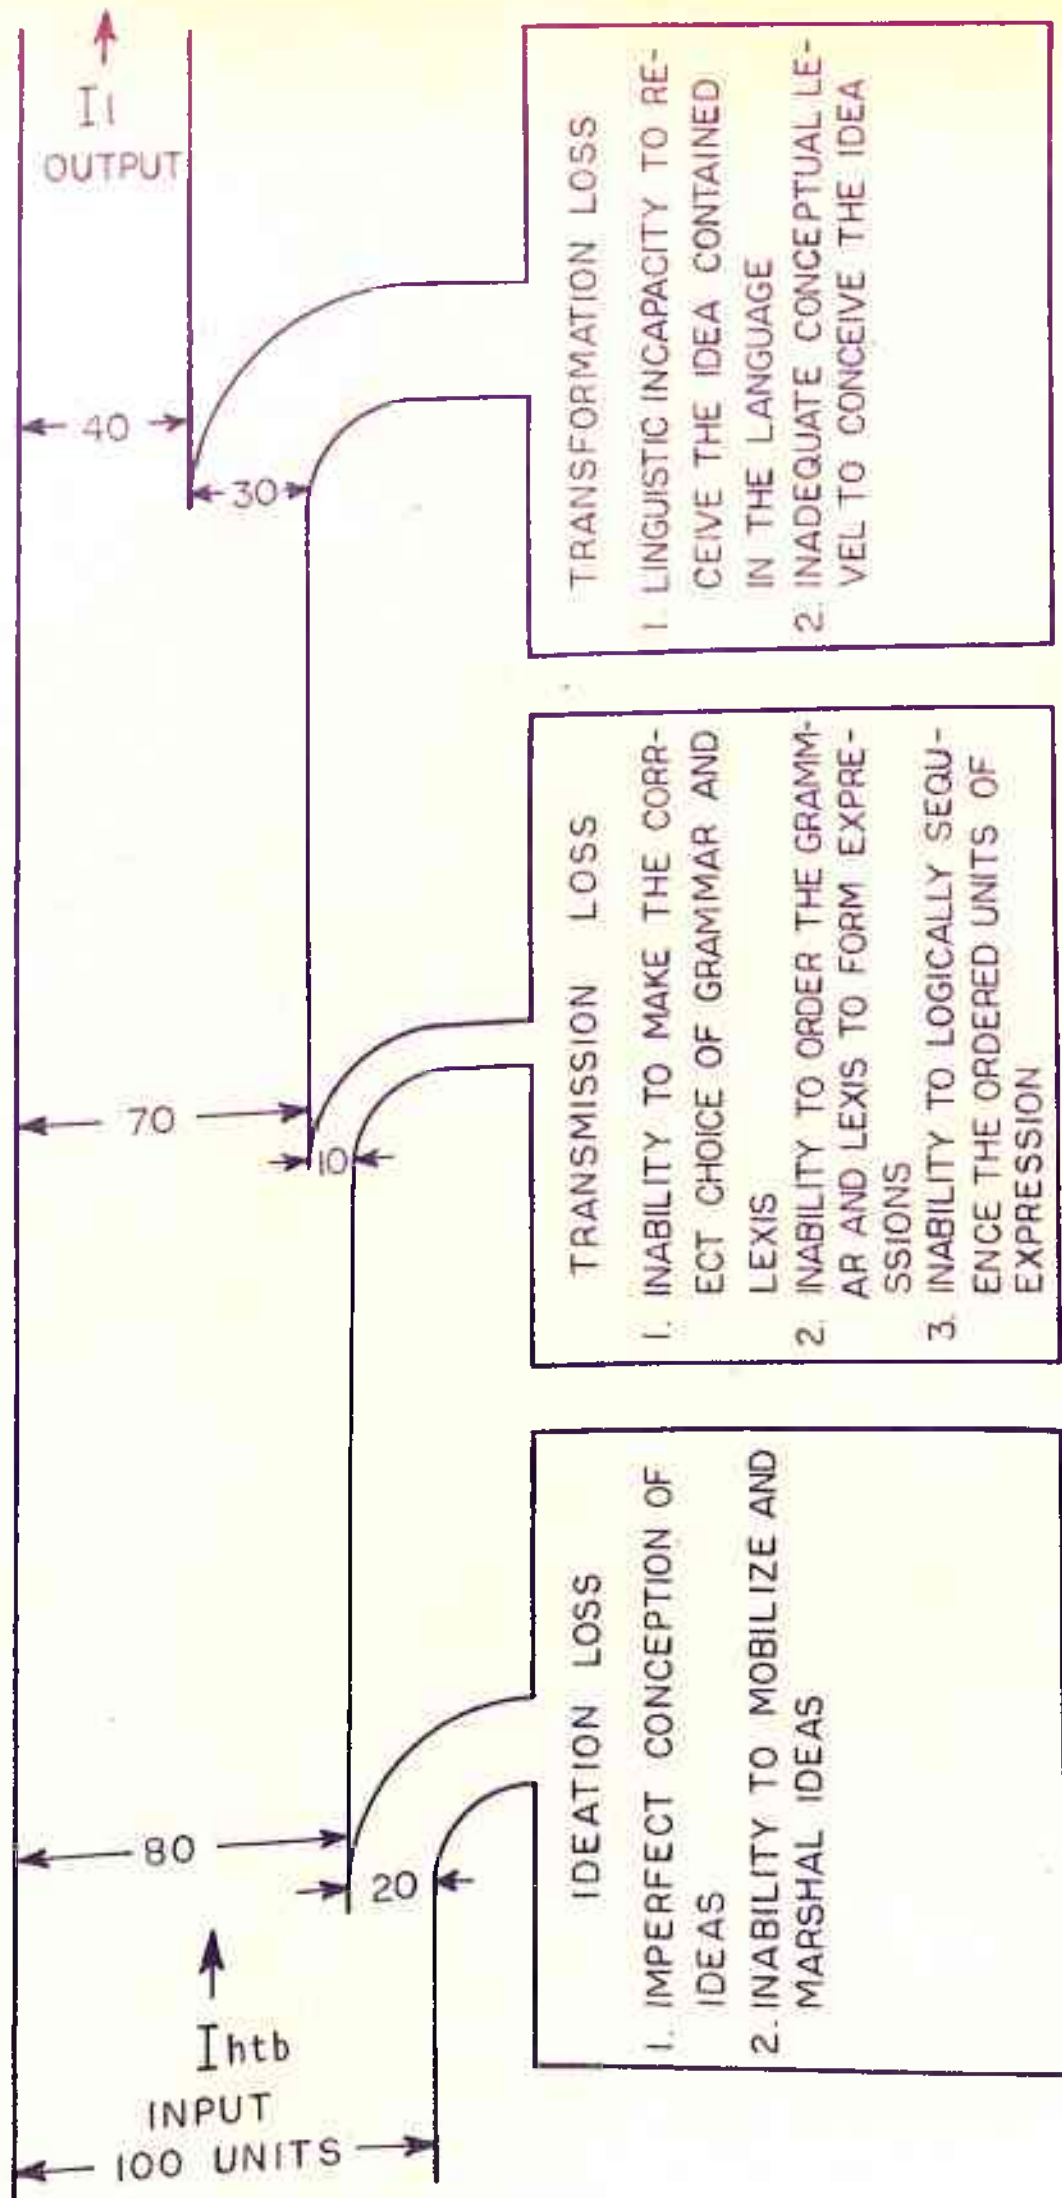 INPUT
100 UNITS
Ihtb
80
20
70
10
40
30
I1
OUTPUT
IDEATION LOSS
1. IMPERFECT CONCEPTION OF
IDEAS
2. INABILITY TO MOBILIZE AND
MARSHAL IDEAS
TRANSMISSION LOSS
1. INABILITY TO MAKE THE CORR-
ECT CHOICE OF GRAMMAR AND
LEXIS
2. INABILITY TO ORDER THE GRAMM-
AR AND LEXIS TO FORM EXPRE-
SSIONS
3. INABILITY TO LOGICALLY SEQU-
ENCE THE ORDERED UNITS OF
EXPRESSION
TRANSFORMATION LOSS
1. LINGUISTIC INCAPACITY TO RE-
CEIVE THE IDEA CONTAINED
IN THE LANGUAGE
2. INADEQUATE CONCEPTUAL LE-
VEL TO CONCEIVE THE IDEA